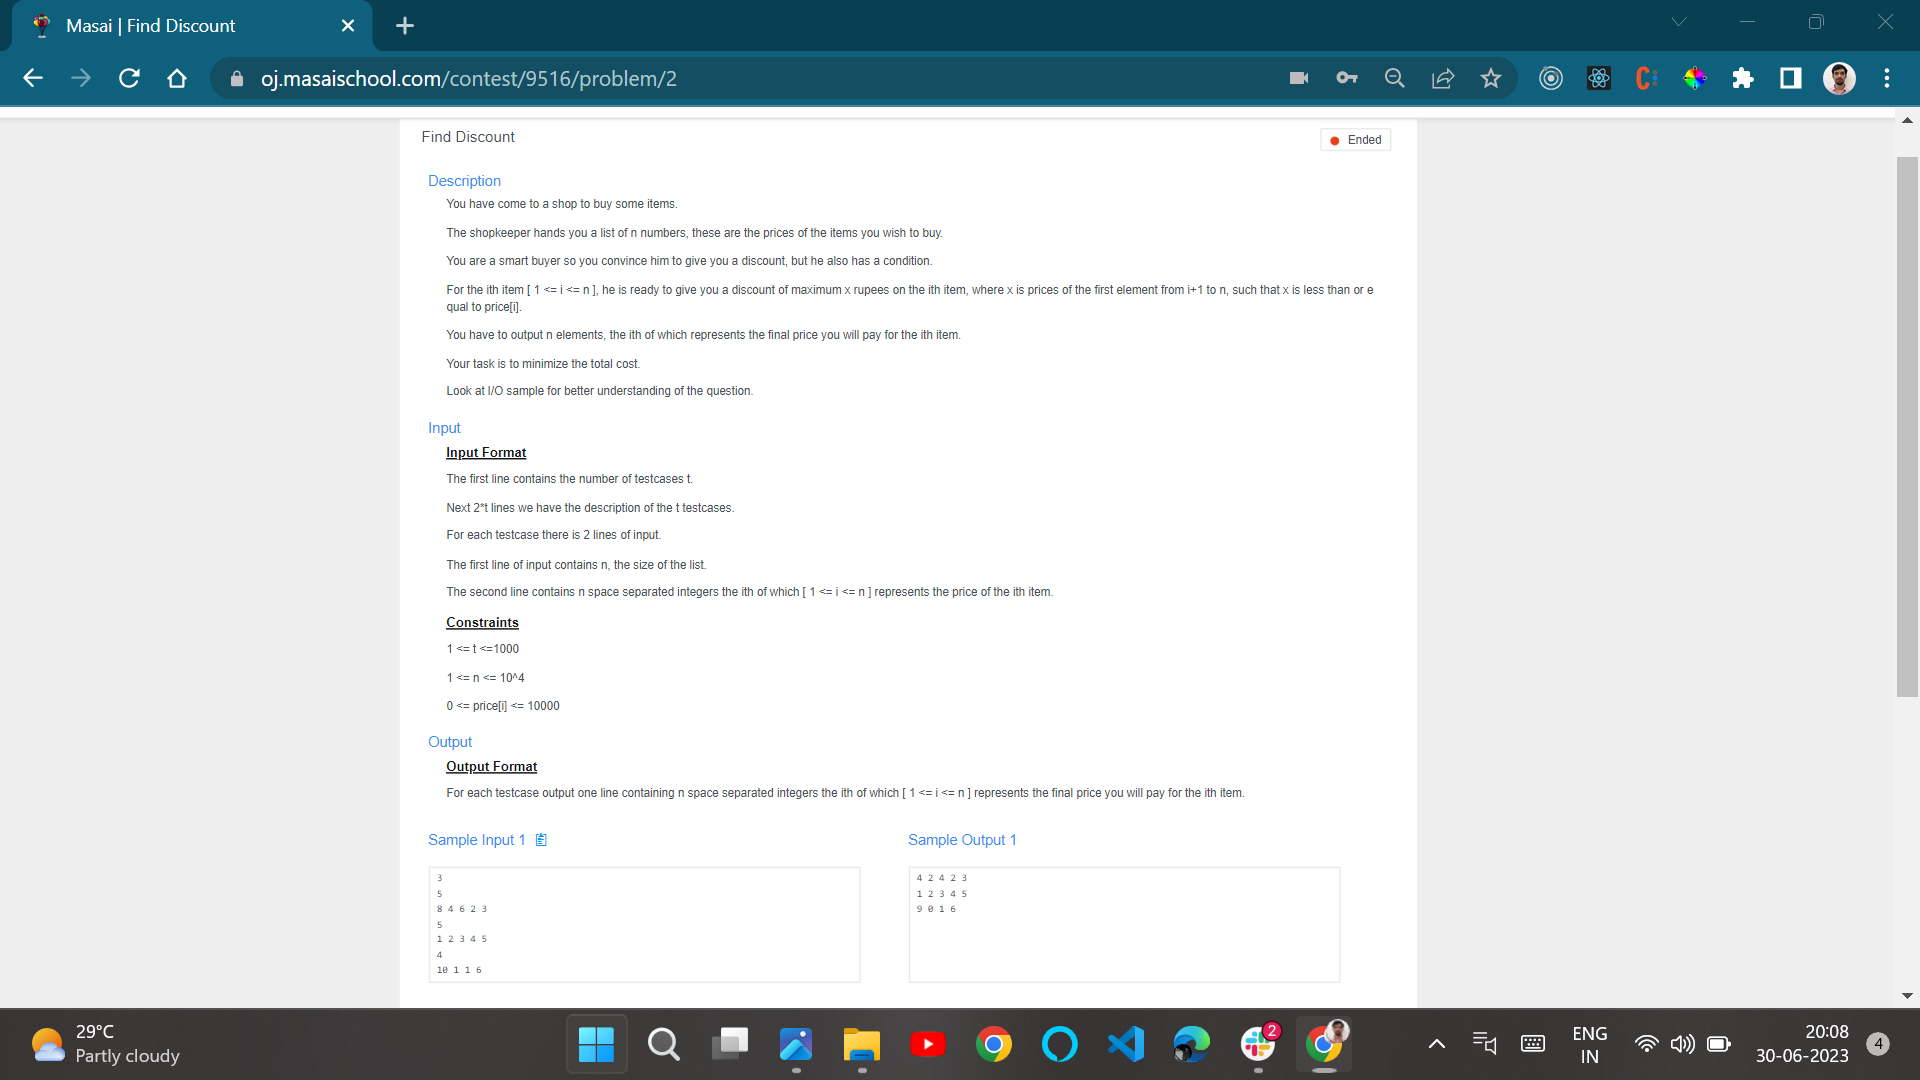 Masai | Find Discount
oj.masaischool.com/contest/9516/problem/2
Find Discount
Ended
Description
You have come to a shop to buy some items.
The shopkeeper hands you a list of n numbers, these are the prices of the items you wish to buy.
You are a smart buyer so you convince him to give you a discount, but he also has a condition.
For the ith item [ 1 <= i <= n ], he is ready to give you a discount of maximum x rupees on the ith item, where x is prices of the first element from i+1 to n, such that x is less than or e
qual to price[i].
You have to output n elements, the ith of which represents the final price you will pay for the ith item.
Your task is to minimize the total cost.
Look at I/O sample for better understanding of the question.
Input
Input Format
The first line contains the number of testcases t.
Next 2*t lines we have the description of the t testcases.
For each testcase there is 2 lines of input.
The first line of input contains n, the size of the list.
The second line contains n space separated integers the ith of which [ 1 <= i <= n ] represents the price of the ith item.
Constraints
1 <= t <=1000
1 <= n <= 10^4
0 <= price[i] <= 10000
Output
Output Format
For each testcase output one line containing n space separated integers the ith of which [ 1 <= i <= n ] represents the final price you will pay for the ith item.
Sample Input 1
Sample Output 1
3
5
8 4 6 2 3
5
1 2 3 4 5
4
10 1 1 6
4 2 4 2 3
1 2 3 4 5
9 0 1 6
29°C
Partly cloudy
2
ENG
IN
20:08
30-06-2023
4